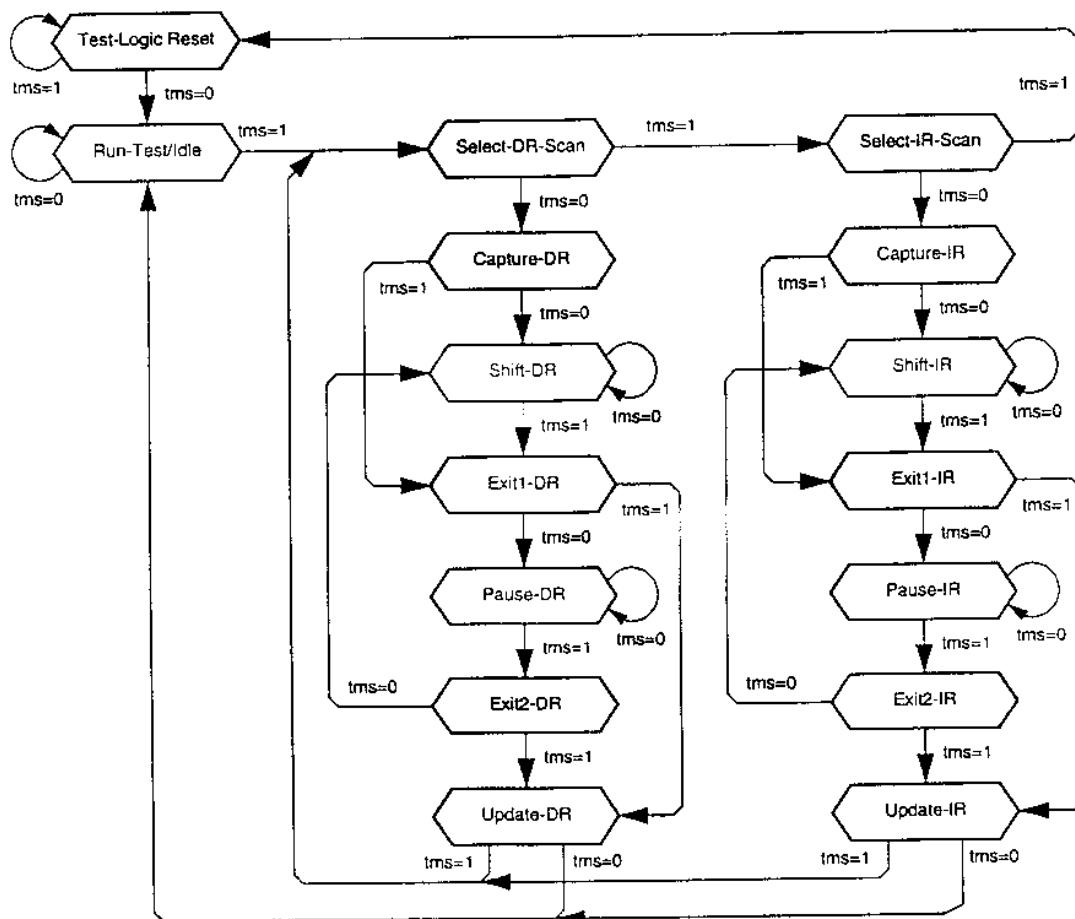 Test-Logic Reset
tms=1
tms=0
tms=1
Run-Test/Idle
tms=1
tms=0
Select-DR-Scan
tms=1
Select-IR-Scan
tms=0
tms=0
Capture-DR
Capture-IR
tms=1
tms=0
tms=1
tms=0
Shift-DR
Shift-IR
tms=0
tms=0
tms=1
tms=1
Exit1-DR
Exit1-IR
tms=1
tms=1
tms=0
tms=0
Pause-DR
Pause-IR
tms=0
tms=0
tms=1
tms=1
tms=0
tms=0
Exit2-DR
Exit2-IR
tms=1
tms=1
Update-DR
Update-IR
tms=1
tms=0
tms=1
tms=0